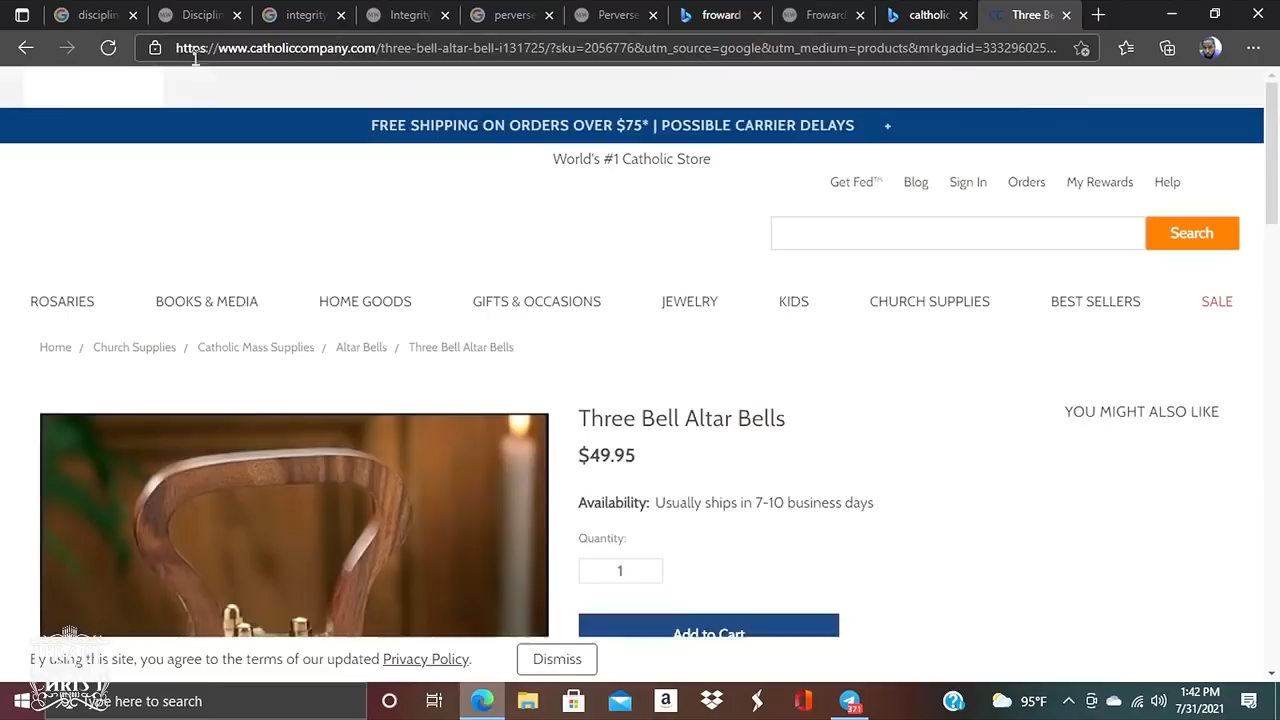 disciplin
Disciplin
integrity
Integrity
perverse
Perverse
froward
Froward
caltholic
Three Be
https://www.catholiccompany.com/three-bell-altar-bell-i131725/?sku=2056776&utm_source=google&utm_medium=products&mrkgadid=333296025...
FREE SHIPPING ON ORDERS OVER $75* | POSSIBLE CARRIER DELAYS +
World's #1 Catholic Store
Get Fed™ Blog Sign In Orders My Rewards Help
Search
ROSARIES BOOKS & MEDIA HOME GOODS GIFTS & OCCASIONS JEWELRY KIDS CHURCH SUPPLIES BEST SELLERS SALE
Home / Church Supplies / Catholic Mass Supplies / Altar Bells / Three Bell Altar Bells
Three Bell Altar Bells
YOU MIGHT ALSO LIKE
$49.95
Availability: Usually ships in 7-10 business days
Quantity:
1
Add to Cart
By using this site, you agree to the terms of our updated Privacy Policy.
Dismiss
Type here to search
371
95°F
1:42 PM
7/31/2021